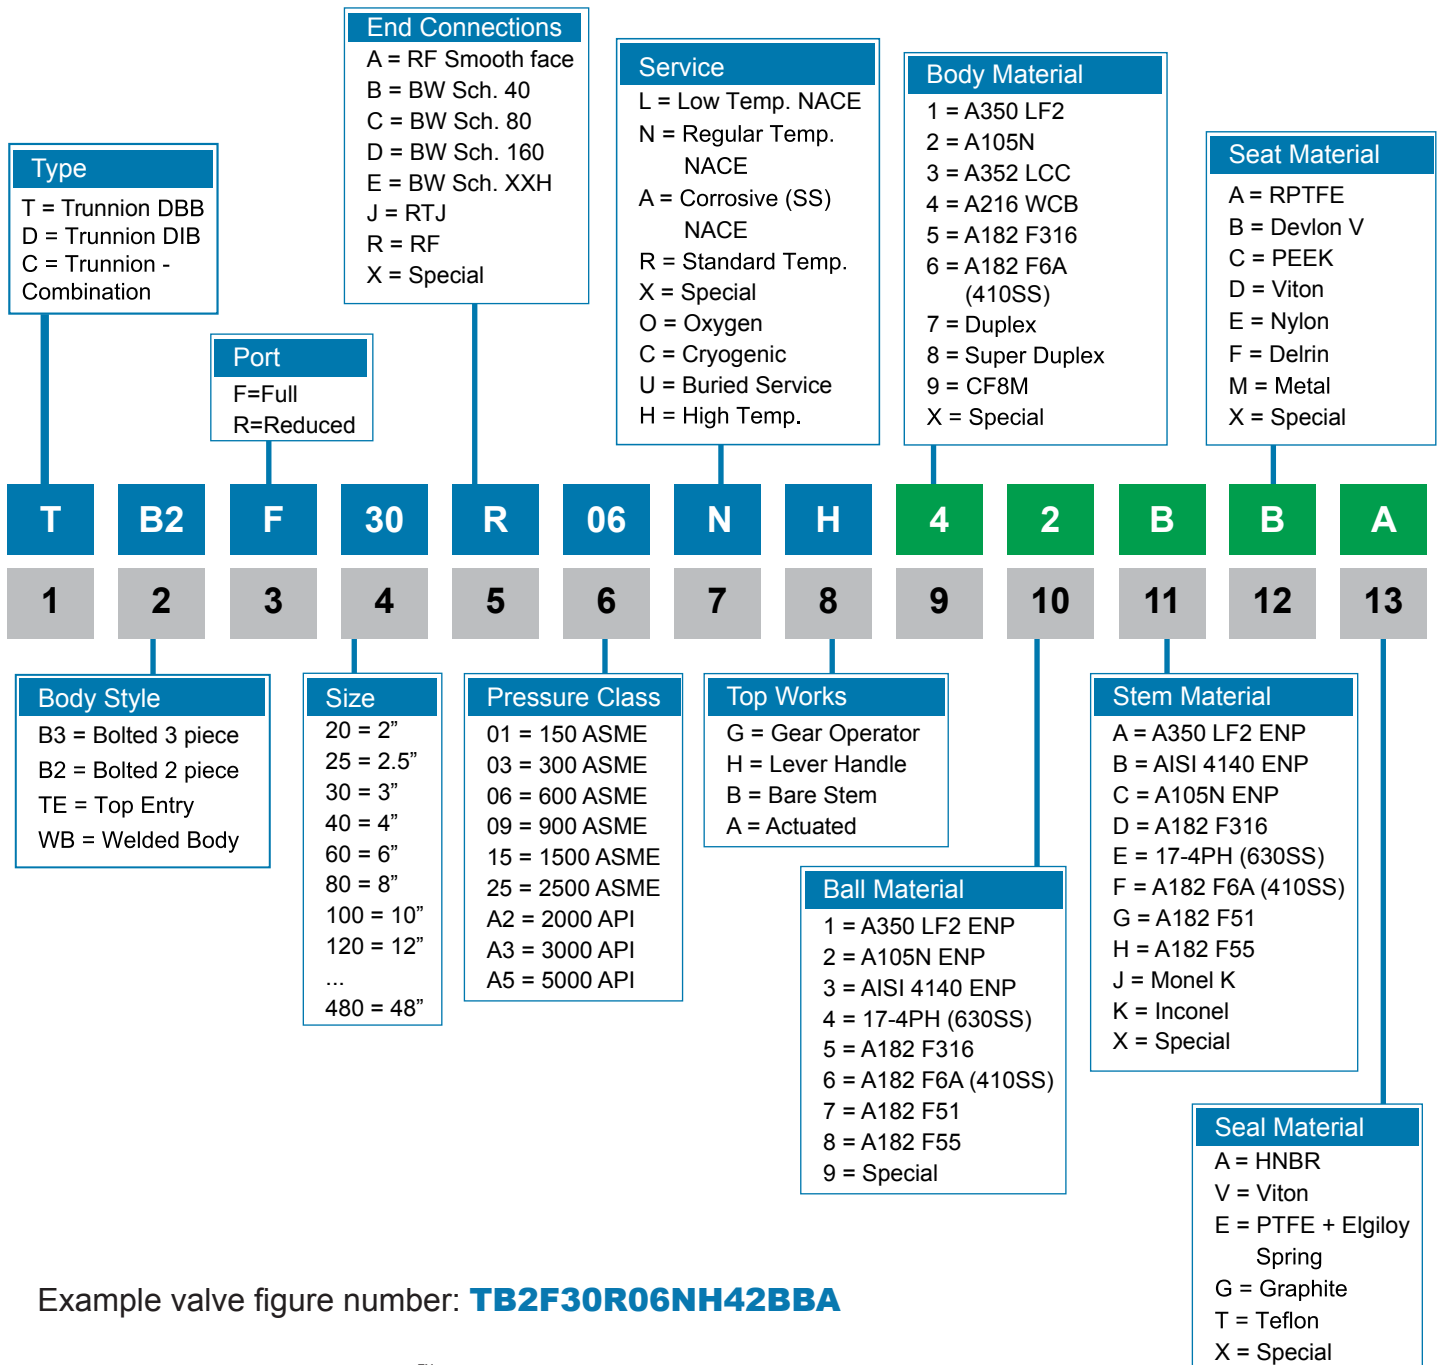 End Connections
A = RF Smooth face
B = BW Sch. 40
C = BW Sch. 80
D = BW Sch. 160
E = BW Sch. XXH
J = RTJ
R = RF
X = Special
Service
L = Low Temp. NACE
N = Regular Temp.
NACE
A = Corrosive (SS)
NACE
R = Standard Temp.
X = Special
O = Oxygen
C = Cryogenic
U = Buried Service
H = High Temp.
Body Material
1 = A350 LF2
2 = A105N
3 = A352 LCC
4 = A216 WCB
5 = A182 F316
6 = A182 F6A
(410SS)
7 = Duplex
8 = Super Duplex
9 = CF8M
X = Special
Type
T = Trunnion DBB
D = Trunnion DIB
C = Trunnion -
Combination
Seat Material
A = RPTFE
B = Devlon V
C = PEEK
D = Viton
E = Nylon
F = Delrin
M = Metal
X = Special
Port
F=Full
R=Reduced
T B2 F 30 R 06 N H 4 2 B B A
1 2 3 4 5 6 7 8 9 10 11 12 13
Body Style
B3 = Bolted 3 piece
B2 = Bolted 2 piece
TE = Top Entry
WB = Welded Body
Size
20 = 2”
25 = 2.5”
30 = 3”
40 = 4”
60 = 6”
80 = 8”
100 = 10”
120 = 12”
...
480 = 48”
Pressure Class
01 = 150 ASME
03 = 300 ASME
06 = 600 ASME
09 = 900 ASME
15 = 1500 ASME
25 = 2500 ASME
A2 = 2000 API
A3 = 3000 API
A5 = 5000 API
Top Works
G = Gear Operator
H = Lever Handle
B = Bare Stem
A = Actuated
Ball Material
1 = A350 LF2 ENP
2 = A105N ENP
3 = AISI 4140 ENP
4 = 17-4PH (630SS)
5 = A182 F316
6 = A182 F6A (410SS)
7 = A182 F51
8 = A182 F55
9 = Special
Stem Material
A = A350 LF2 ENP
B = AISI 4140 ENP
C = A105N ENP
D = A182 F316
E = 17-4PH (630SS)
F = A182 F6A (410SS)
G = A182 F51
H = A182 F55
J = Monel K
K = Inconel
X = Special
Seal Material
A = HNBR
V = Viton
E = PTFE + Elgiloy
Spring
G = Graphite
T = Teflon
X = Special
Example valve figure number: TB2F30R06NH42BBA
TM